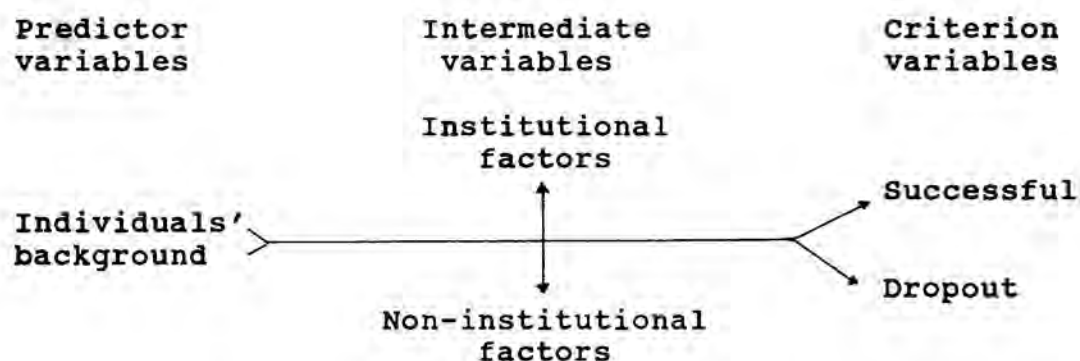 Predictor
variables
Intermediate
variables
Criterion
variables
Institutional
factors
Individuals'
background
Successful
Dropout
Non-institutional
factors